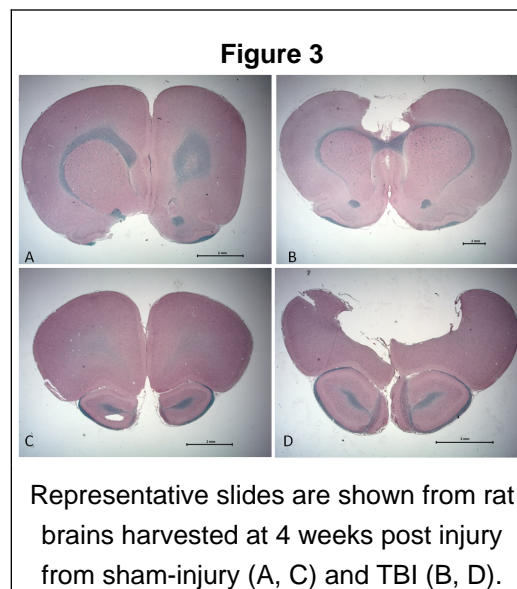 Figure 3
A
B
C
D
Representative slides are shown from rat
brains harvested at 4 weeks post injury
from sham-injury (A, C) and TBI (B, D).